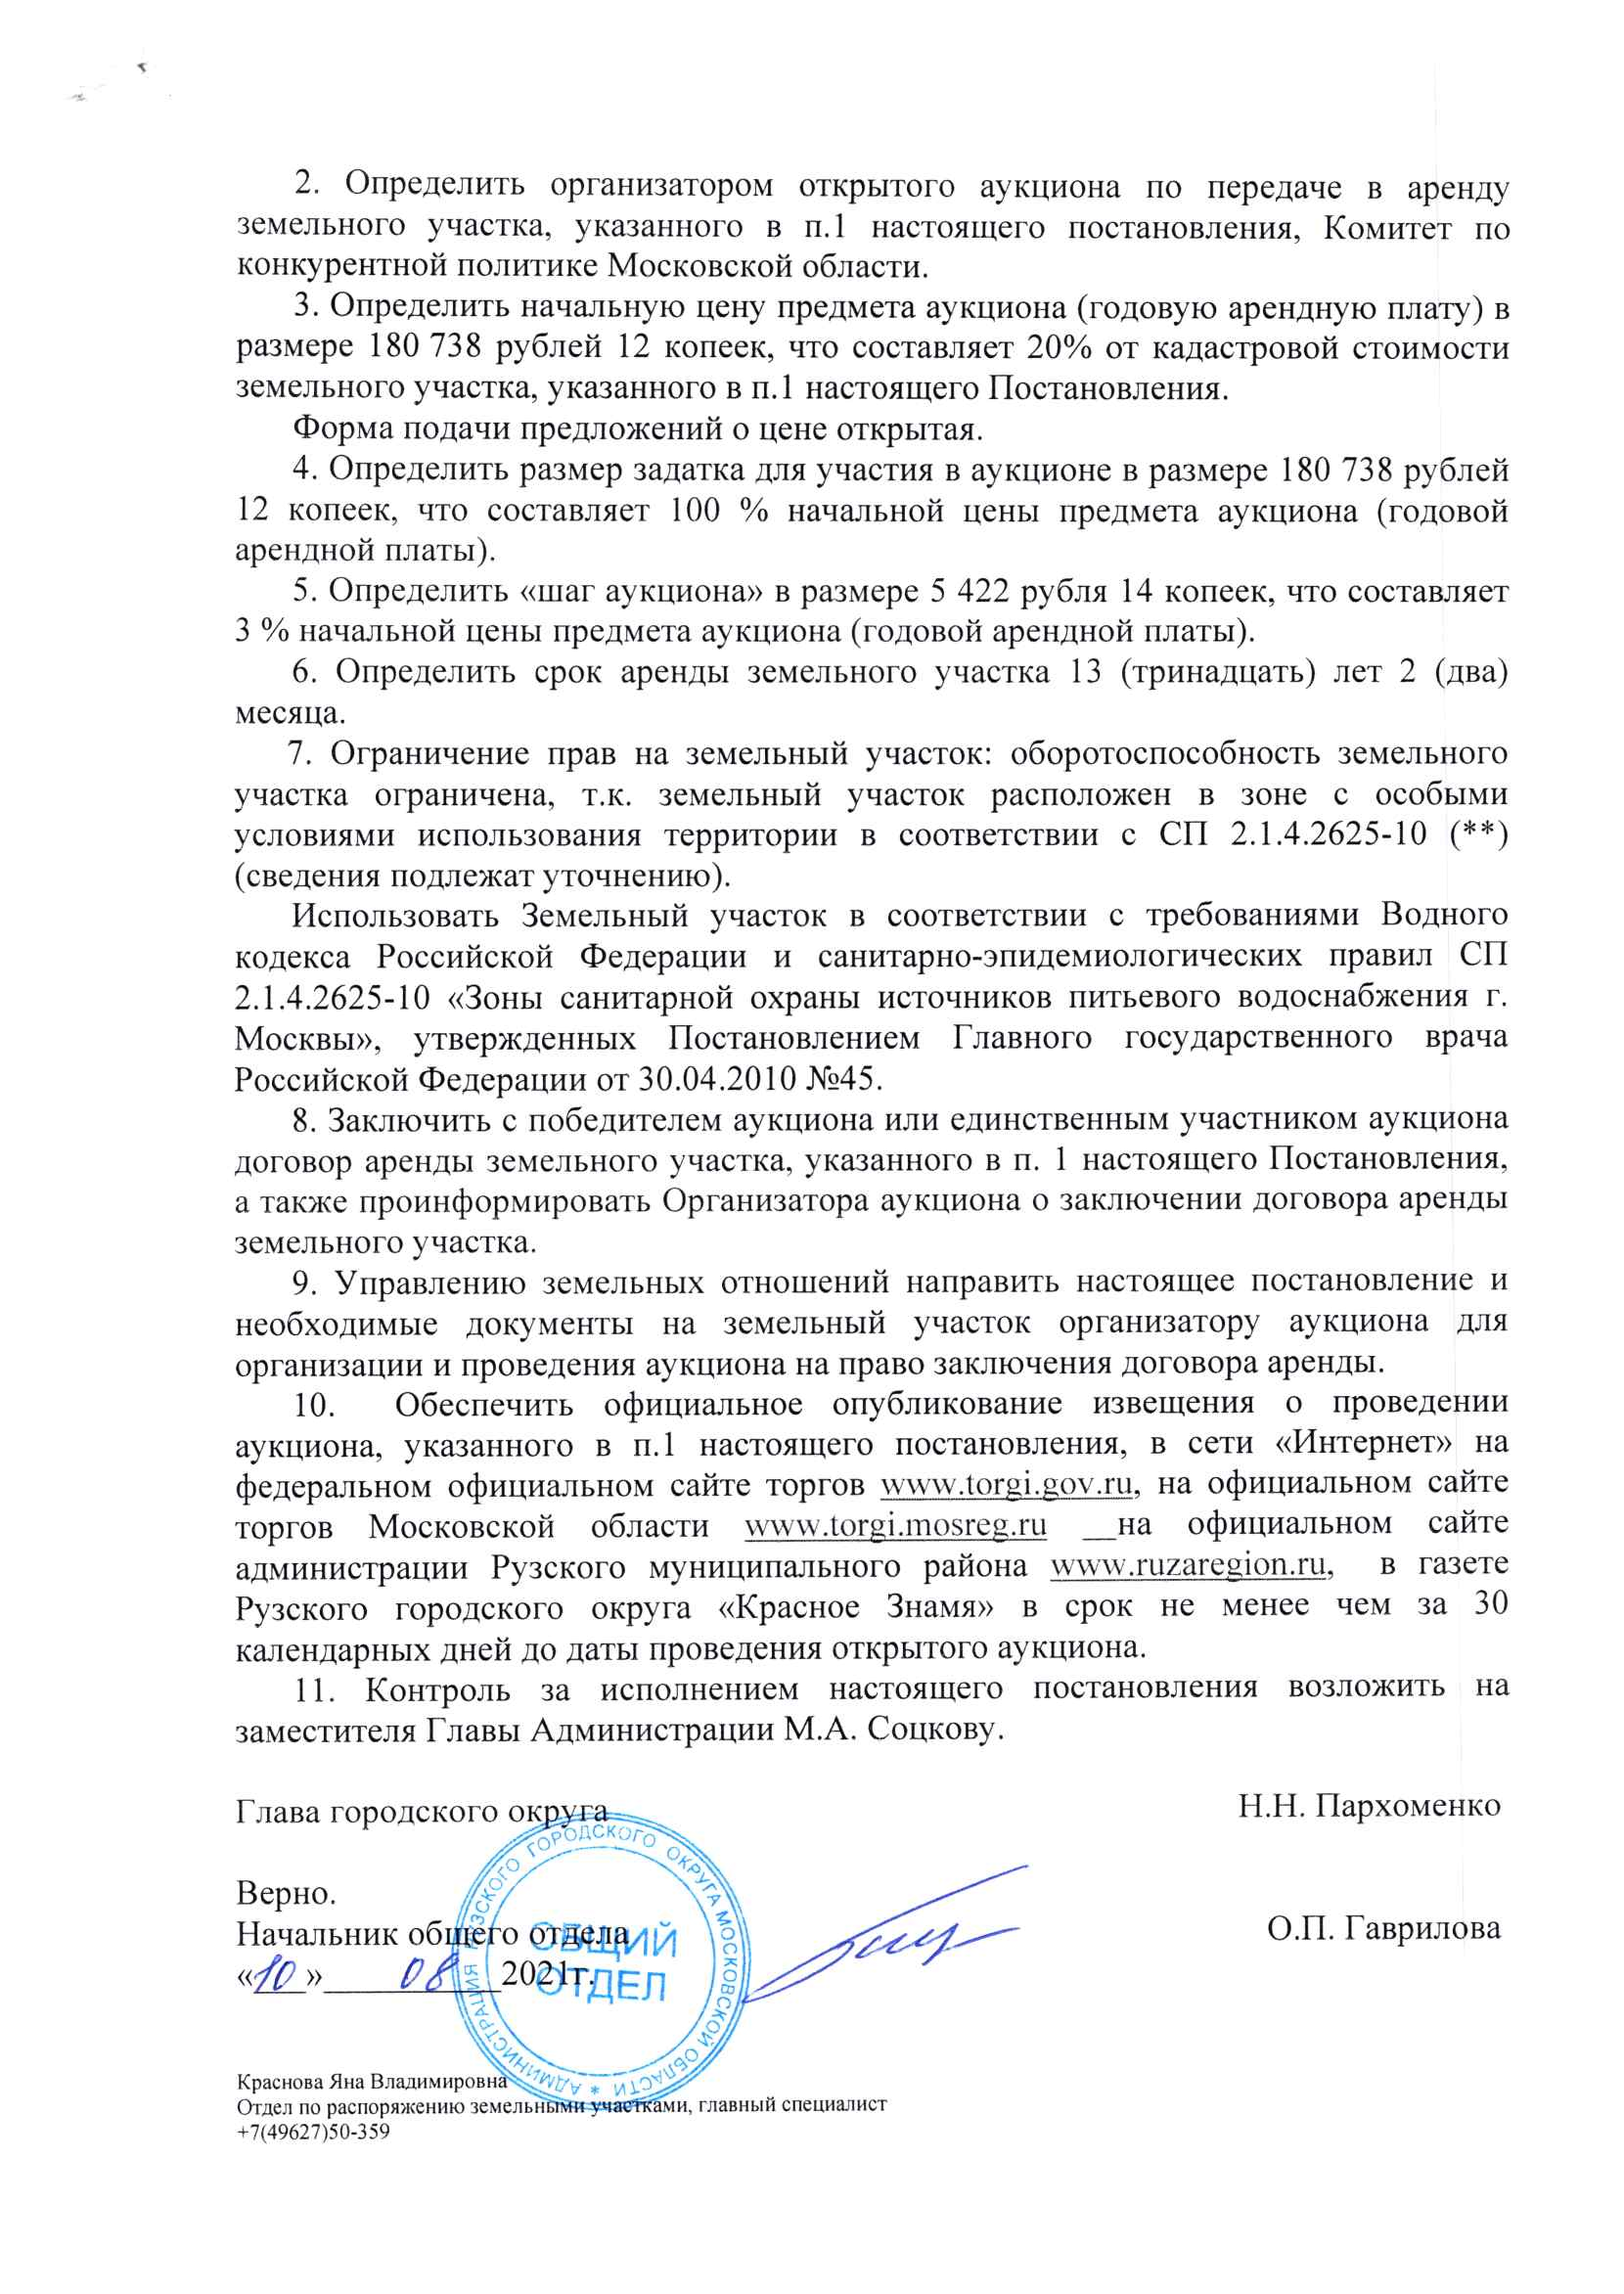 2. Определить организатором открытого аукциона по передаче в аренду
земельного участка, указанного в п.1 настоящего постановления, Комитет по
конкурентной политике Московской области.
3. Определить начальную цену предмета аукциона (годовую арендную плату) в
размере 180 738 рублей 12 копеек, что составляет 20% от кадастровой стоимости
земельного участка, указанного в п.1 настоящего Постановления.
Форма подачи предложений о цене открытая.
4. Определить размер задатка для участия в аукционе в размере 180 738 рублей
12 копеек, что составляет 100 % начальной цены предмета аукциона (годовой
арендной платы).
5. Определить «шаг аукциона» в размере 5 422 рубля 14 копеек, что составляет
3 % начальной цены предмета аукциона (годовой арендной платы).
6. Определить срок аренды земельного участка 13 (тринадцать) лет 2 (два)
месяца.
7. Ограничение прав на земельный участок: оборотоспособность земельного
участка ограничена, т.к. земельный участок расположен в зоне с особыми
условиями использования территории в соответствии с СП 2.1.4.2625-10 (**)
(сведения подлежат уточнению).
Использовать Земельный участок в соответствии с требованиями Водного
кодекса Российской Федерации и санитарно-эпидемиологических правил СП
2.1.4.2625-10 «Зоны санитарной охраны источников питьевого водоснабжения г.
Москвы», утвержденных Постановлением Главного государственного врача
Российской Федерации от 30.04.2010 №45.
8. Заключить с победителем аукциона или единственным участником аукциона
договор аренды земельного участка, указанного в п. 1 настоящего Постановления,
а также проинформировать Организатора аукциона о заключении договора аренды
земельного участка.
9. Управлению земельных отношений направить настоящее постановление и
необходимые документы на земельный участок организатору аукциона для
организации и проведения аукциона на право заключения договора аренды.
10. Обеспечить официальное опубликование извещения о проведении
аукциона, указанного в п.1 настоящего постановления, в сети «Интернет» на
федеральном официальном сайте торгов www.torgi.gov.ru, на официальном сайте
торгов Московской области www.torgi.mosreg.ru __на официальном сайте
администрации Рузского муниципального района www.ruzaregion.ru, в газете
Рузского городского округа «Красное Знамя» в срок не менее чем за 30
календарных дней до даты проведения открытого аукциона.
11. Контроль за исполнением настоящего постановления возложить на
заместителя Главы Администрации М.А. Соцкову.
Глава городского округа Н.Н. Пархоменко
Верно.
Начальник общего отдела О.П. Гаврилова
«10» 08 2021г.
АДМИНИСТРАЦИЯ РУЗСКОГО ГОРОДСКОГО ОКРУГА МОСКОВСКОЙ ОБЛАСТИ *
ОБЩИЙ
ОТДЕЛ
Краснова Яна Владимировна
Отдел по распоряжению земельными участками, главный специалист
+7(49627)50-359